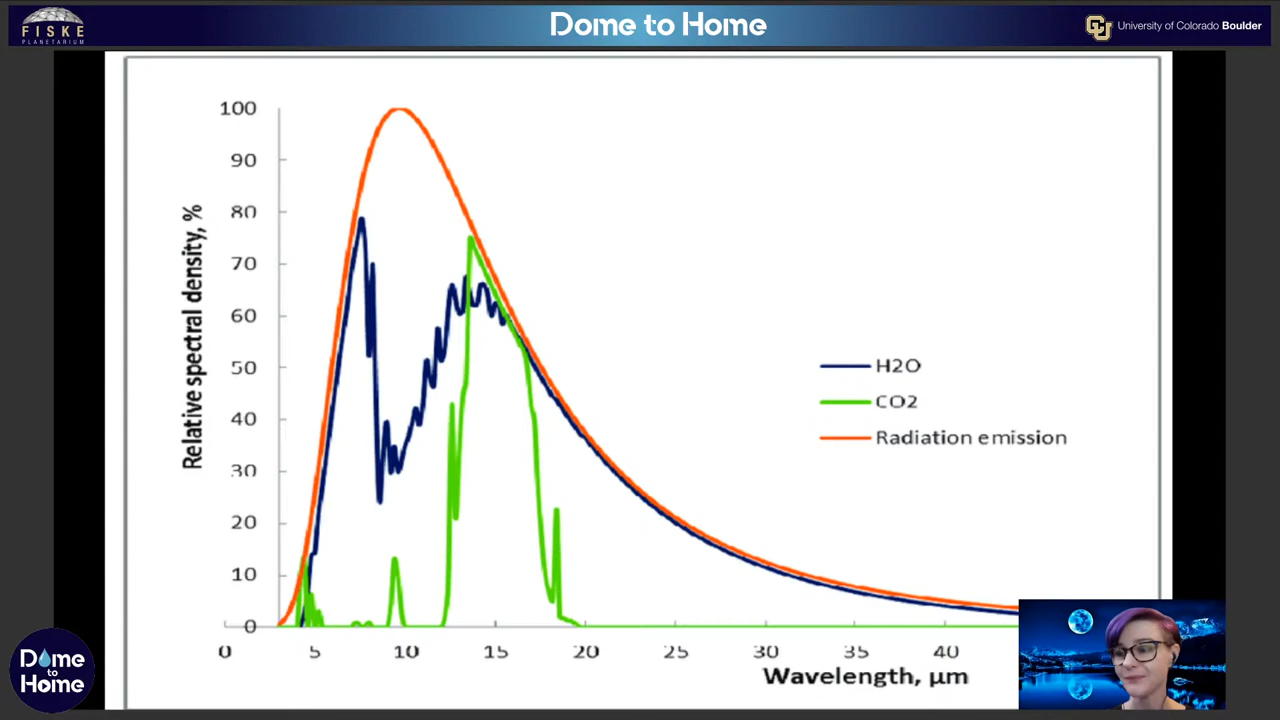 FISKE
PLANETARIUM
Dome to Home
CU
University of Colorado Boulder
100
90
80
70
60
50
40
30
20
10
0
Relative spectral density, %
H2O
CO2
Radiation emission
0 5 10 15 20 25 30 35 40
Wavelength, µm
Dome
to
Home